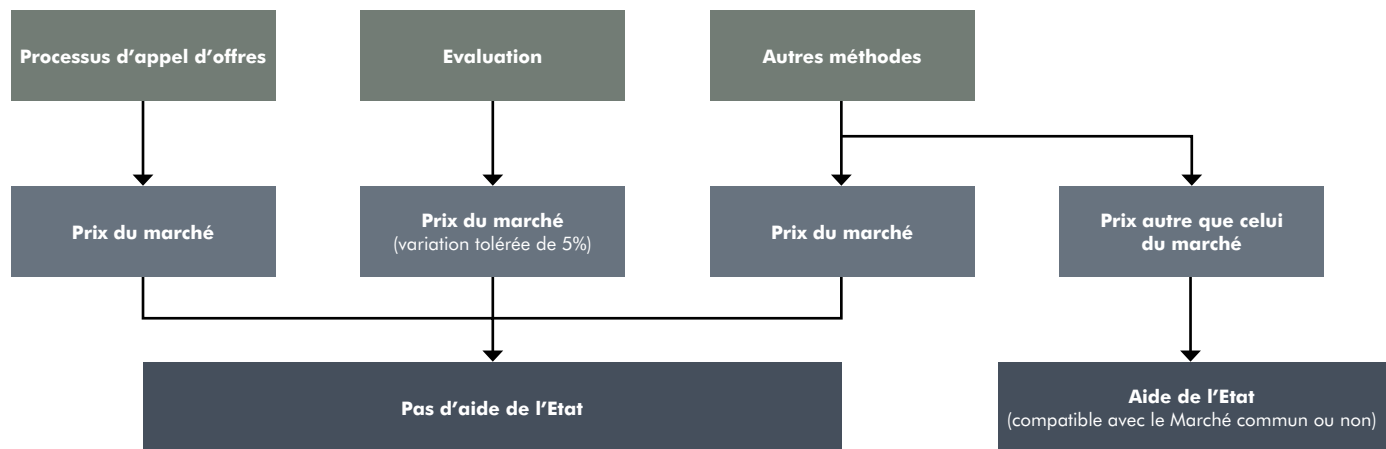 Processus d'appel d'offres
Evaluation
Autres méthodes
Prix du marché
Prix du marché
(variation tolérée de 5%)
Prix du marché
Prix autre que celui
du marché
Pas d'aide de l'Etat
Aide de l'Etat
(compatible avec le Marché commun ou non)